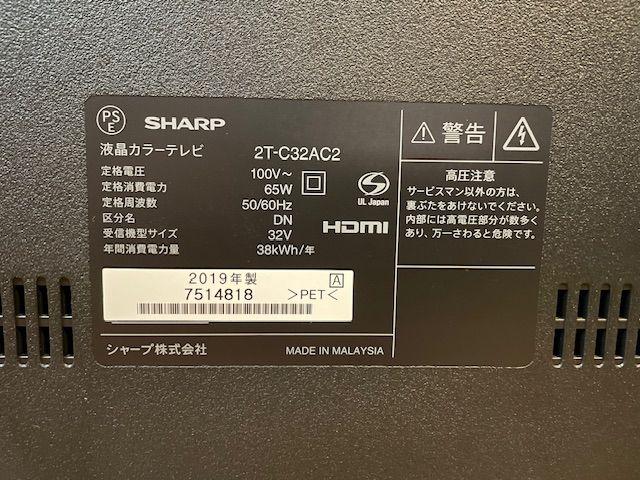 PSE SHARP
液晶カラーテレビ 2T-C32AC2
定格電圧 100V～
定格消費電力 65W
定格周波数 50/60Hz
区分名 DN
受信機型サイズ 32V
年間消費電力量 38kWh/年
S
UL Japan
HDMI
2019年製 A
7514818 >PET<
シャープ株式会社 MADE IN MALAYSIA
警告
高圧注意
サービスマン以外の方は、
裏ぶたをあけないでください。
内部には高電圧部分が数多く
あり、万一さわると危険です。